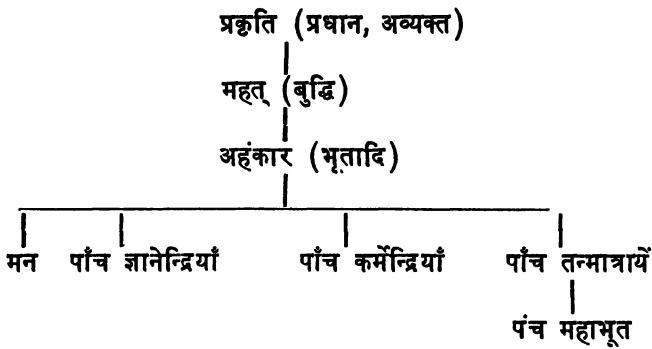 प्रकृति (प्रधान, अव्यक्त)
महत् (बुद्धि)
अहंकार (भृतादि)
मन पाँच ज्ञानेन्द्रियाँ पाँच कर्मेन्द्रियाँ पाँच तन्मात्रायें
पंच महाभूत